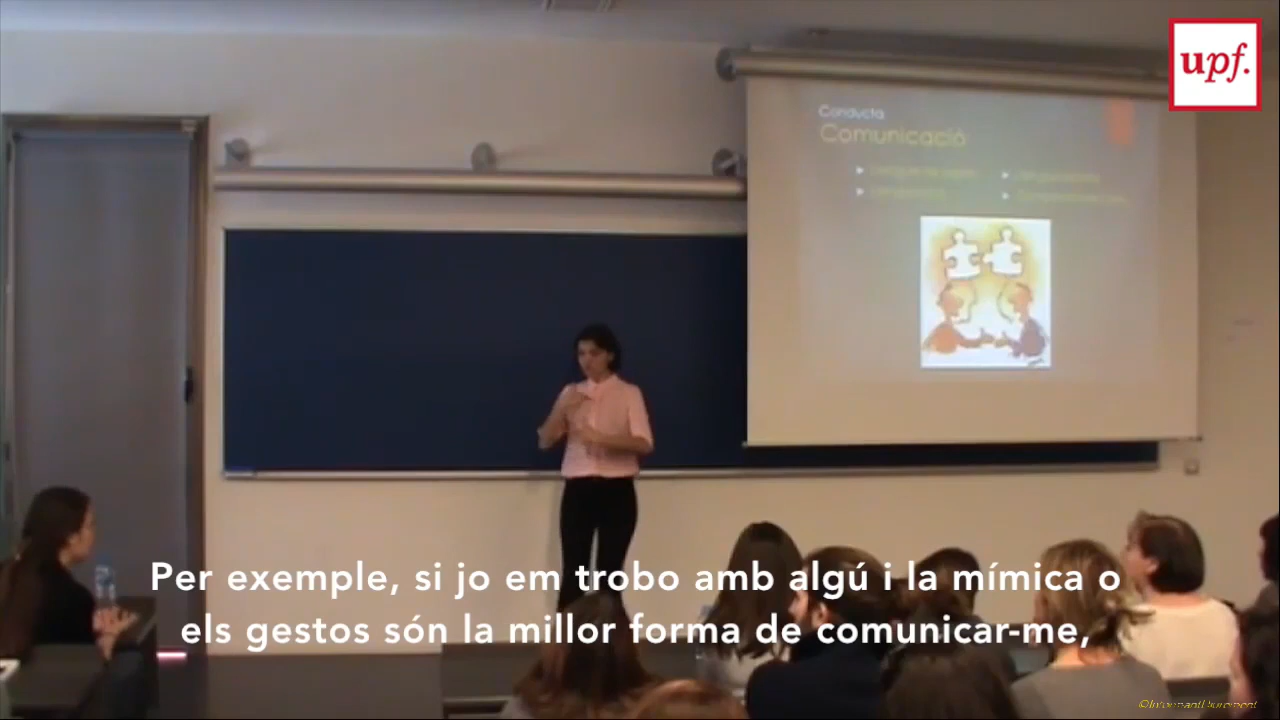 upf.
Conducta
Comunicació
Per exemple, si jo em trobo amb algú i la mímica o
els gestos són la millor forma de comunicar-me,